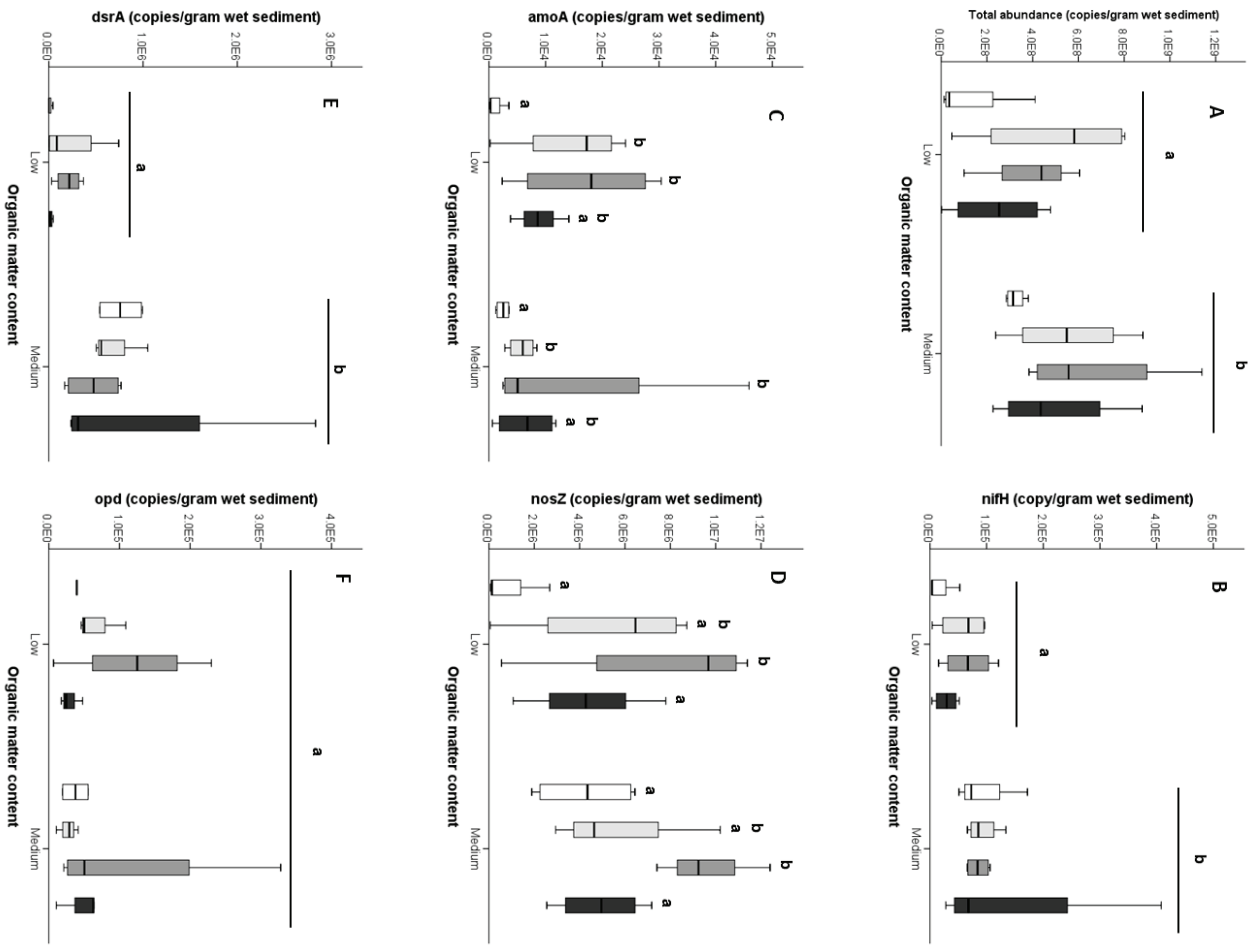 Total abundance (copies/gram wet sediment)
1.2E9
1.0E9
8.0E8
6.0E8
4.0E8
2.0E8
0.0E0
A
a
b
Low
Medium
Organic matter content
nifH (copy/gram wet sediment)
5.0E5
4.0E5
3.0E5
2.0E5
1.0E5
0.0E0
B
a
b
Low
Medium
Organic matter content
amoA (copies/gram wet sediment)
5.0E4
4.0E4
3.0E4
2.0E4
1.0E4
0.0E0
C
a
b
b
a b
a
b
b
a b
Low
Medium
Organic matter content
nosZ (copies/gram wet sediment)
1.2E7
1.0E7
8.0E6
6.0E6
4.0E6
2.0E6
0.0E0
D
a
a b
b
a
a
a b
b
a
Low
Medium
Organic matter content
dsrA (copies/gram wet sediment)
3.0E6
2.0E6
1.0E6
0.0E0
E
a
b
Low
Medium
Organic matter content
opd (copies/gram wet sediment)
4.0E5
3.0E5
2.0E5
1.0E5
0.0E0
F
a
Low
Medium
Organic matter content